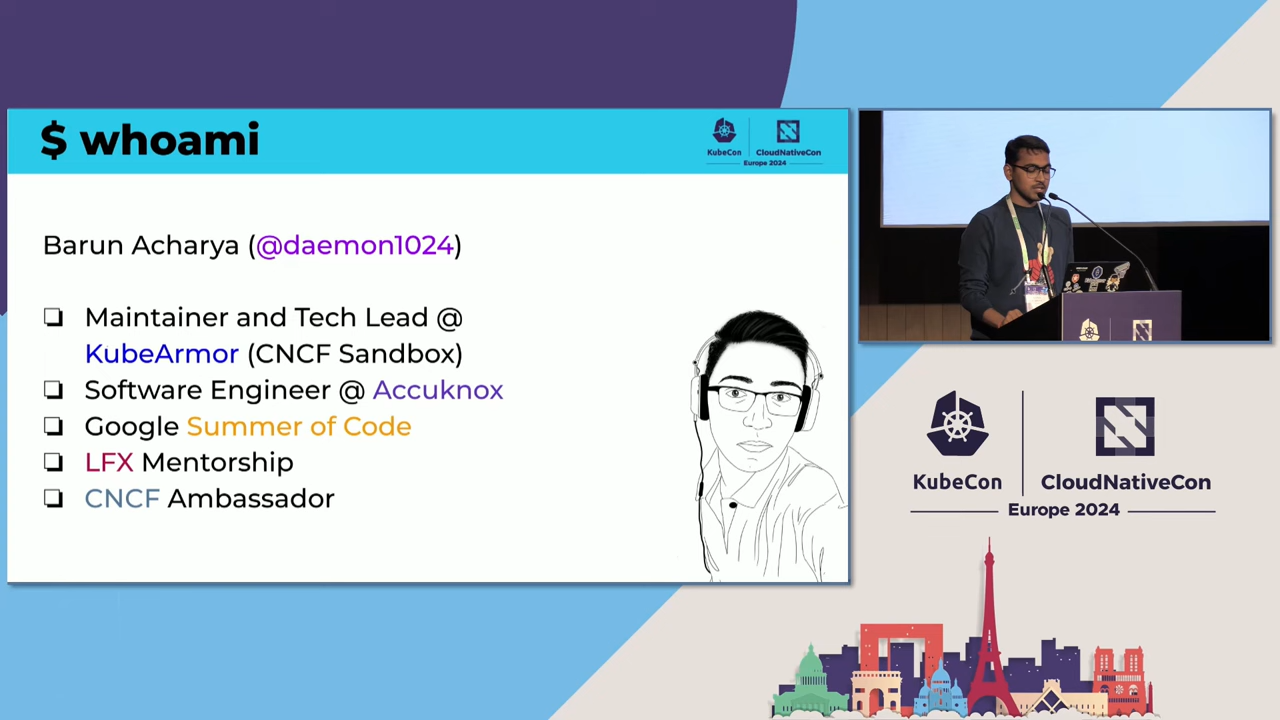 $ whoami
KubeCon
CloudNativeCon
Europe 2024
Barun Acharya (@daemon1024)
❏ Maintainer and Tech Lead @
KubeArmor (CNCF Sandbox)
❏ Software Engineer @ Accuknox
❏ Google Summer of Code
❏ LFX Mentorship
❏ CNCF Ambassador
KubeCon
CloudNativeCon
Europe 2024